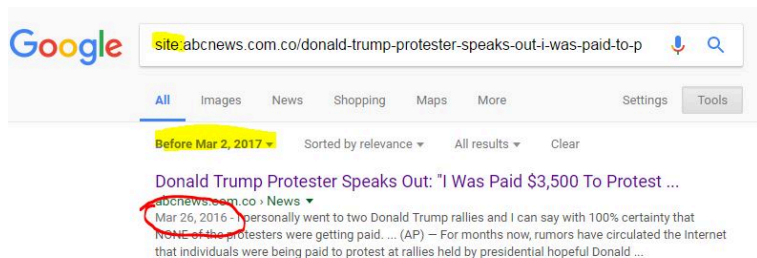 Google site:abcnews.com.co/donald-trump-protester-speaks-out-i-was-paid-to-p
All Images News Shopping Maps More Settings Tools
Before Mar 2, 2017 Sorted by relevance All results Clear
Donald Trump Protester Speaks Out: "I Was Paid $3,500 To Protest ...
abcnews.com.co › News
Mar 26, 2016 - I personally went to two Donald Trump rallies and I can say with 100% certainty that
NONE of the protesters were getting paid. ... (AP) — For months now, rumors have circulated the Internet
that individuals were being paid to protest at rallies held by presidential hopeful Donald ...